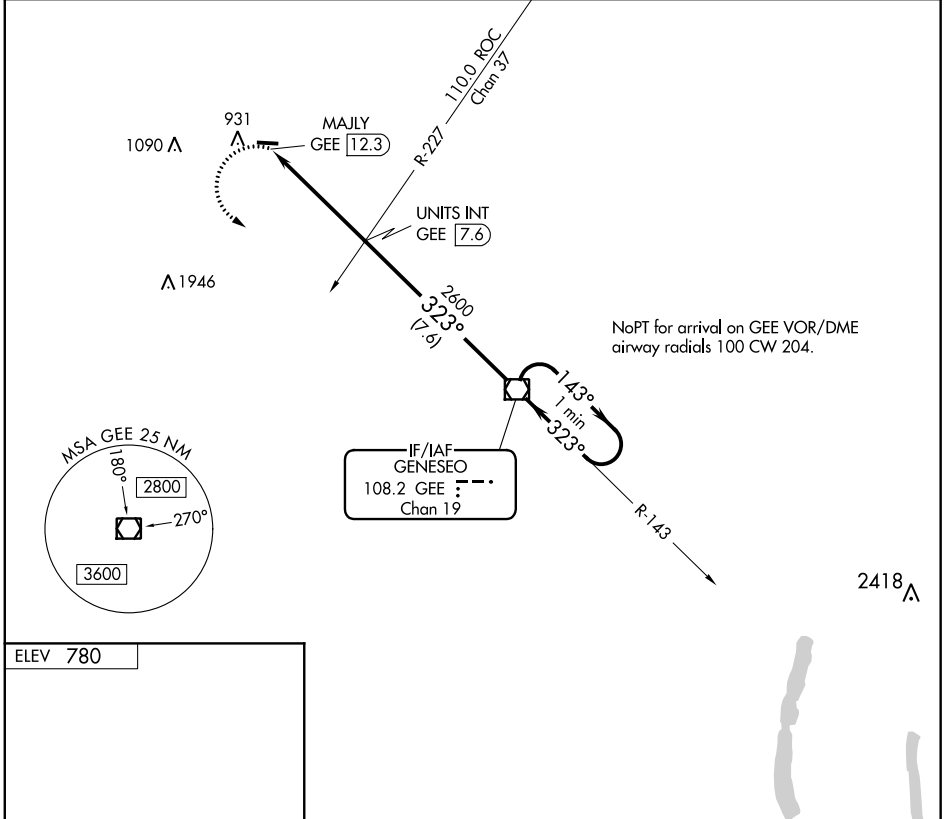 110.0 ROC
Chan 37
R-227
931
1090
MAJLY
GEE 12.3
UNITS INT
GEE 7.6
1946
2600
323°
(7.6)
NoPT for arrival on GEE VOR/DME
airway radials 100 CW 204.
143°
1 min
323°
IF/IAF
GENESEO
108.2 GEE
Chan 19
R-143
MSA GEE 25 NM
180°
2800
270°
3600
2418
ELEV 780